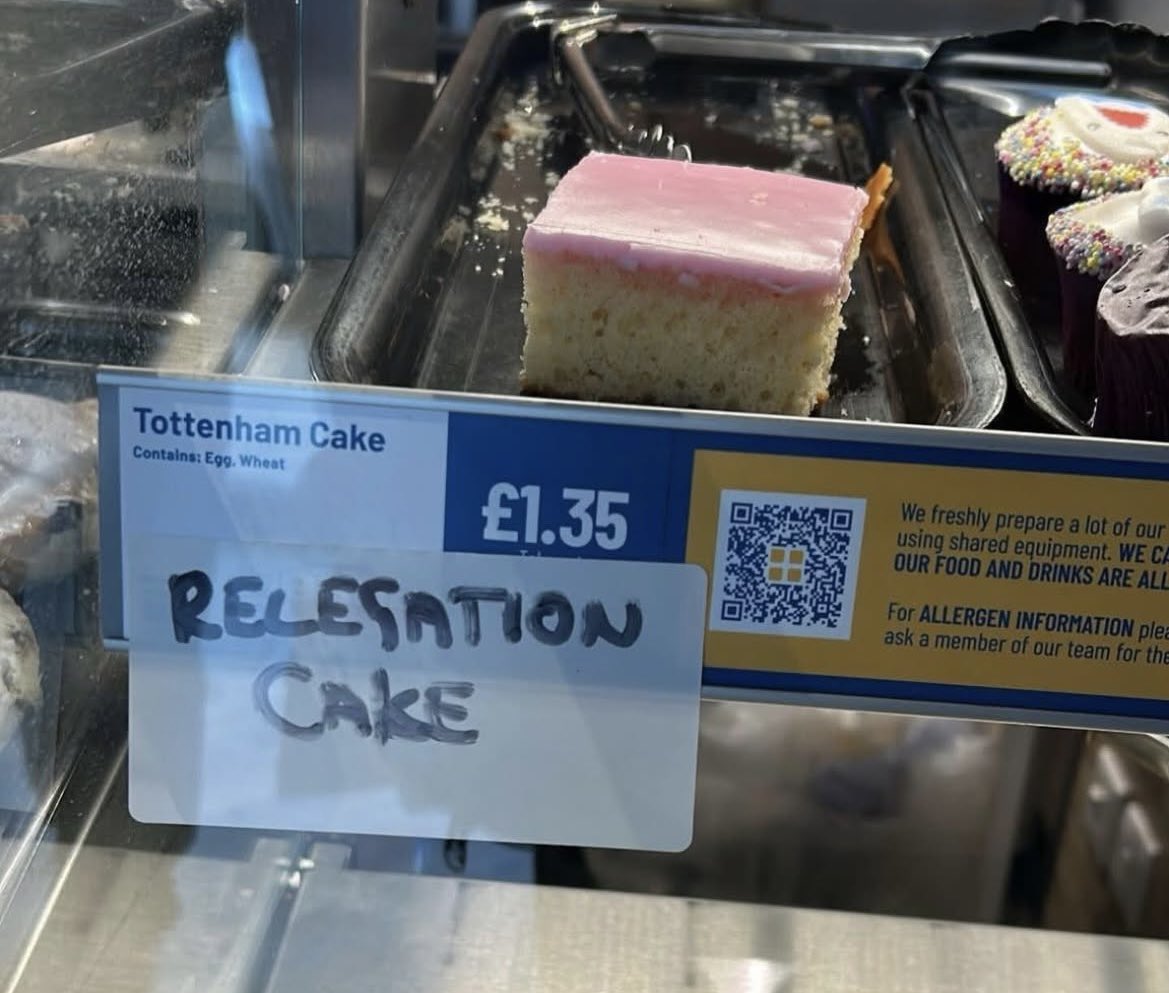 Tottenham Cake
Contains: Egg, Wheat
£1.35
RELEGATION
CAKE
We freshly prepare a lot of our
using shared equipment. WE CA
OUR FOOD AND DRINKS ARE ALL
For ALLERGEN INFORMATION plea
ask a member of our team for the